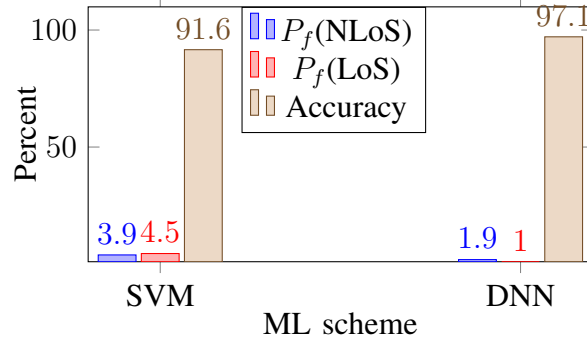 100
50
Percent
P_f(NLoS)
P_f(LoS)
Accuracy
3.9
4.5
91.6
1.9
1
97.1
SVM
DNN
ML scheme